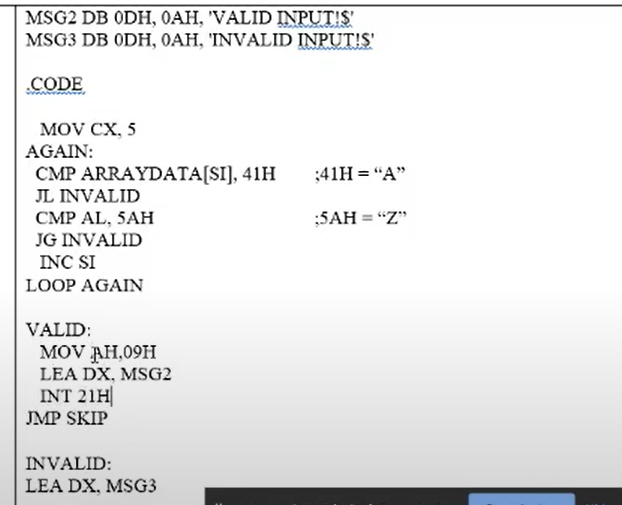 MSG2 DB 0DH, 0AH, 'VALID INPUT!$'
MSG3 DB 0DH, 0AH, 'INVALID INPUT!$'
.CODE
MOV CX, 5
AGAIN:
CMP ARRAYDATA[SI], 41H ;41H = “A”
JL INVALID
CMP AL, 5AH ;5AH = “Z”
JG INVALID
INC SI
LOOP AGAIN
VALID:
MOV AH,09H
LEA DX, MSG2
INT 21H
JMP SKIP
INVALID:
LEA DX, MSG3